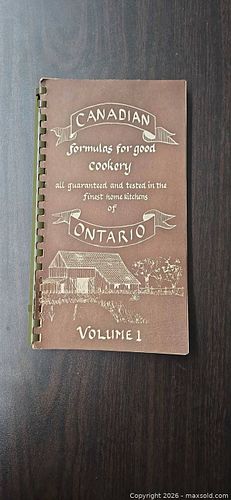 CANADIAN
formulas for good
cookery
all guaranteed and tested in the
finest home kitchens
of
ONTARIO
VOLUME 1
Copyright © 2026 - maxsold.com